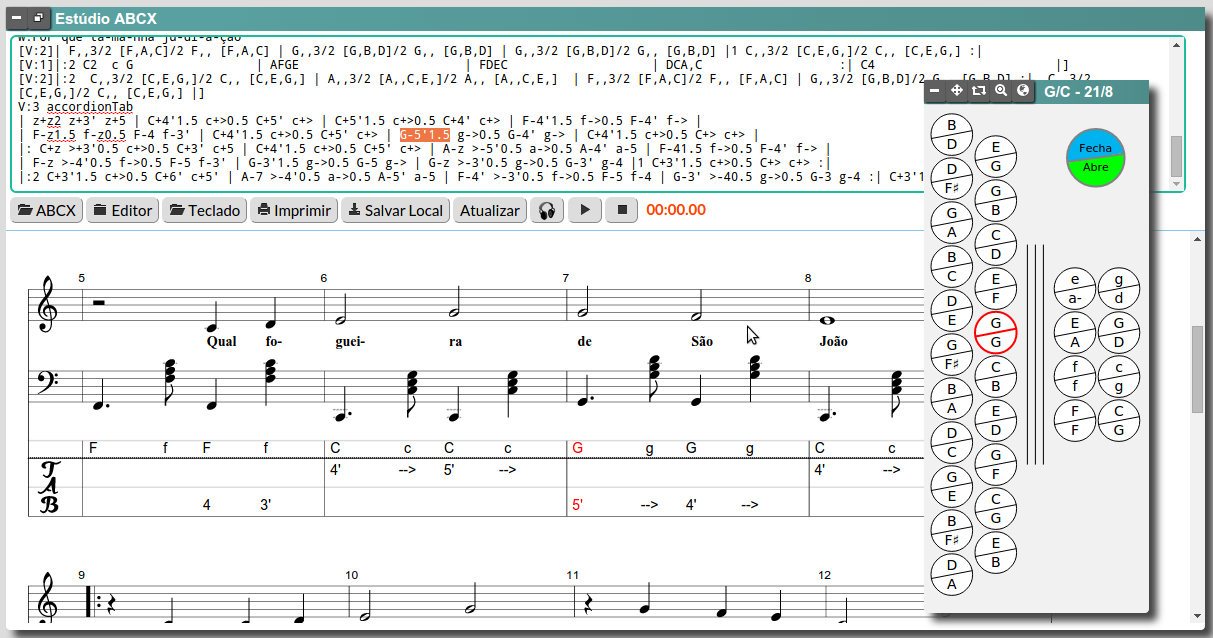 Estúdio ABCX
w:For que ta-ma-nha ju-di-a-ção
[V:2]| F,,3/2 [F,A,C]/2 F,, [F,A,C] | G,,3/2 [G,B,D]/2 G,, [G,B,D] | G,,3/2 [G,B,D]/2 G,, [G,B,D] |1 C,,3/2 [C,E,G,]/2 C,, [C,E,G,] :|
[V:1]|:2 C2 c G | AFGE | FDEC | DCA,C :| C4 |]
[V:2]|:2 C,,3/2 [C,E,G,]/2 C,, [C,E,G,] | A,,3/2 [A,,C,E,]/2 A,, [A,,C,E,] | F,,3/2 [F,A,C]/2 F,, [F,A,C] | G,,3/2 [G,B,D]/2 G,, [G,B,D] :| C,,3/2
[C,E,G,]/2 C,, [C,E,G,] |]
V:3 accordionTab
| z+z2 z+3' z+5 | C+4'1.5 c+>0.5 C+5' c+> | C+5'1.5 c+>0.5 C+4' c+> | F-4'1.5 f->0.5 F-4' f-> |
| F-z1.5 f-z0.5 F-4 f-3' | C+4'1.5 c+>0.5 C+5' c+> | G-5'1.5 g->0.5 G-4' g-> | C+4'1.5 c+>0.5 C+> c+> |
|: C+z >+3'0.5 c+>0.5 C+3' c+5 | C+4'1.5 c+>0.5 C+5' c+> | A-z >-5'0.5 a->0.5 A-4' a-5 | F-41.5 f->0.5 F-4' f-> |
| F-z >-4'0.5 f->0.5 F-5 f-3' | G-3'1.5 g->0.5 G-5 g-> | G-z >-3'0.5 g->0.5 G-3' g-4 |1 C+3'1.5 c+>0.5 C+> c+> :|
|:2 C+3'1.5 c+>0.5 C+6' c+5' | A-7 >-4'0.5 a->0.5 A-5' a-5 | F-4' >-3'0.5 f->0.5 F-5 f-4 | G-3' >-40.5 g->0.5 G-3 g-4 :| C+3'1
ABCX Editor Teclado Imprimir Salvar Local Atualizar 00:00.00
5 6 7 8
Qual fo- guei- ra de São João
F f F f C c C c G g G g C c
T 4' --> 5' --> 4' -->
A
B 4 3' 5' --> 4' -->
9 10 11 12
G/C - 21/8
Fecha
Abre
B
D
D
F♯
G
A
B
C
D
E
G
F♯
B
A
D
C
G
E
B
F♯
D
A
E
G
G
B
C
D
E
F
G
G
C
B
E
D
G
F
C
G
E
B
e g
a- d
E G
A D
f c
f g
F C
F G